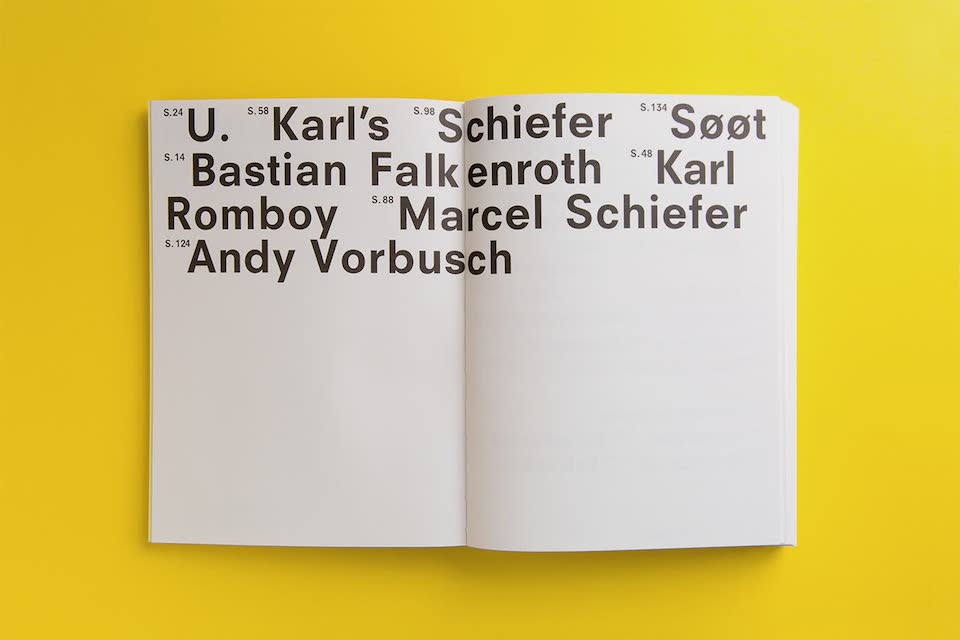 S.24 U. S.58 Karl's S.98 Schiefer S.134 Søøt
S.14 Bastian Falkenroth S.48 Karl
Romboy S.88 Marcel Schiefer
S.124 Andy Vorbusch